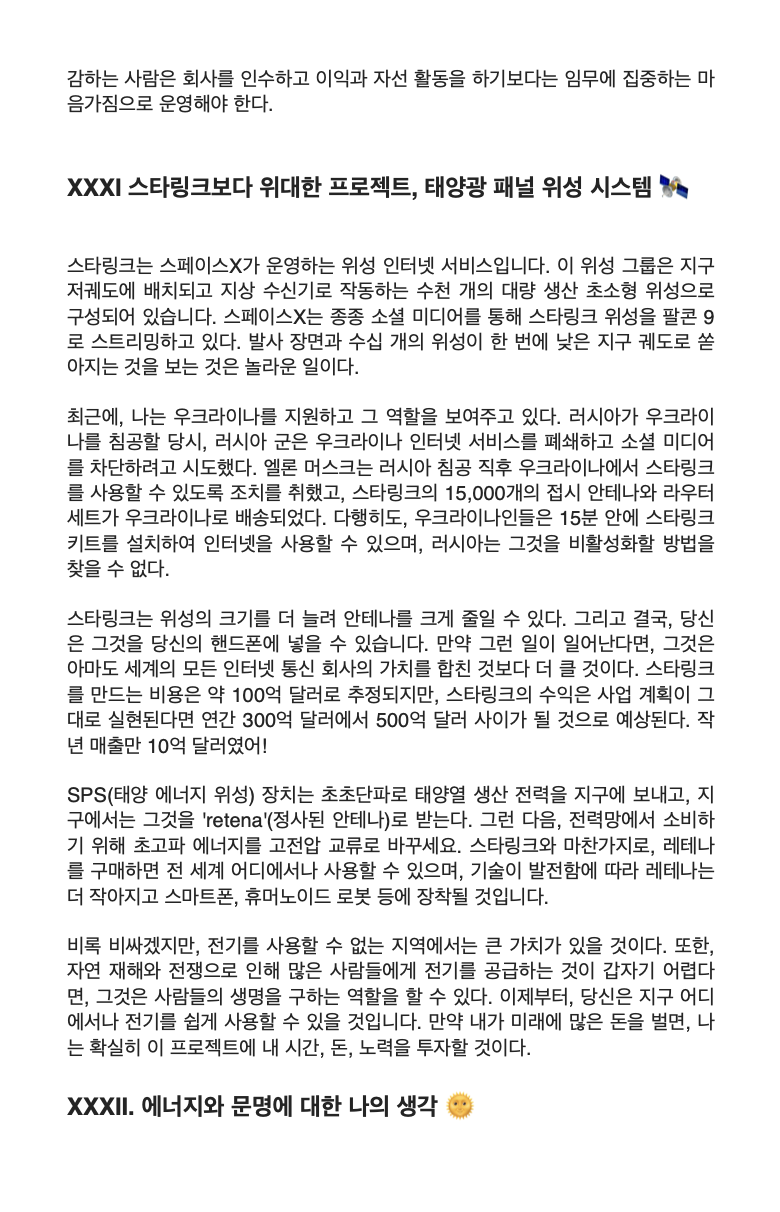 감하는 사람은 회사를 인수하고 이익과 자선 활동을 하기보다는 임무에 집중하는 마
음가짐으로 운영해야 한다.
XXXI 스타링크보다 위대한 프로젝트, 태양광 패널 위성 시스템 🛰️
스타링크는 스페이스X가 운영하는 위성 인터넷 서비스입니다. 이 위성 그룹은 지구
저궤도에 배치되고 지상 수신기로 작동하는 수천 개의 대량 생산 초소형 위성으로
구성되어 있습니다. 스페이스X는 종종 소셜 미디어를 통해 스타링크 위성을 팔콘 9
로 스트리밍하고 있다. 발사 장면과 수십 개의 위성이 한 번에 낮은 지구 궤도로 쏟
아지는 것을 보는 것은 놀라운 일이다.
최근에, 나는 우크라이나를 지원하고 그 역할을 보여주고 있다. 러시아가 우크라이
나를 침공할 당시, 러시아 군은 우크라이나 인터넷 서비스를 폐쇄하고 소셜 미디어
를 차단하려고 시도했다. 엘론 머스크는 러시아 침공 직후 우크라이나에서 스타링크
를 사용할 수 있도록 조치를 취했고, 스타링크의 15,000개의 접시 안테나와 라우터
세트가 우크라이나로 배송되었다. 다행히도, 우크라이나인들은 15분 안에 스타링크
키트를 설치하여 인터넷을 사용할 수 있으며, 러시아는 그것을 비활성화할 방법을
찾을 수 없다.
스타링크는 위성의 크기를 더 늘려 안테나를 크게 줄일 수 있다. 그리고 결국, 당신
은 그것을 당신의 핸드폰에 넣을 수 있습니다. 만약 그런 일이 일어난다면, 그것은
아마도 세계의 모든 인터넷 통신 회사의 가치를 합친 것보다 더 클 것이다. 스타링크
를 만드는 비용은 약 100억 달러로 추정되지만, 스타링크의 수익은 사업 계획이 그
대로 실현된다면 연간 300억 달러에서 500억 달러 사이가 될 것으로 예상된다. 작
년 매출만 10억 달러였어!
SPS(태양 에너지 위성) 장치는 초초단파로 태양열 생산 전력을 지구에 보내고, 지
구에서는 그것을 'retena'(정사된 안테나)로 받는다. 그런 다음, 전력망에서 소비하
기 위해 초고파 에너지를 고전압 교류로 바꾸세요. 스타링크와 마찬가지로, 레테나
를 구매하면 전 세계 어디에서나 사용할 수 있으며, 기술이 발전함에 따라 레테나는
더 작아지고 스마트폰, 휴머노이드 로봇 등에 장착될 것입니다.
비록 비싸겠지만, 전기를 사용할 수 없는 지역에서는 큰 가치가 있을 것이다. 또한,
자연 재해와 전쟁으로 인해 많은 사람들에게 전기를 공급하는 것이 갑자기 어렵다
면, 그것은 사람들의 생명을 구하는 역할을 할 수 있다. 이제부터, 당신은 지구 어디
에서나 전기를 쉽게 사용할 수 있을 것입니다. 만약 내가 미래에 많은 돈을 벌면, 나
는 확실히 이 프로젝트에 내 시간, 돈, 노력을 투자할 것이다.
XXXII. 에너지와 문명에 대한 나의 생각 🌞